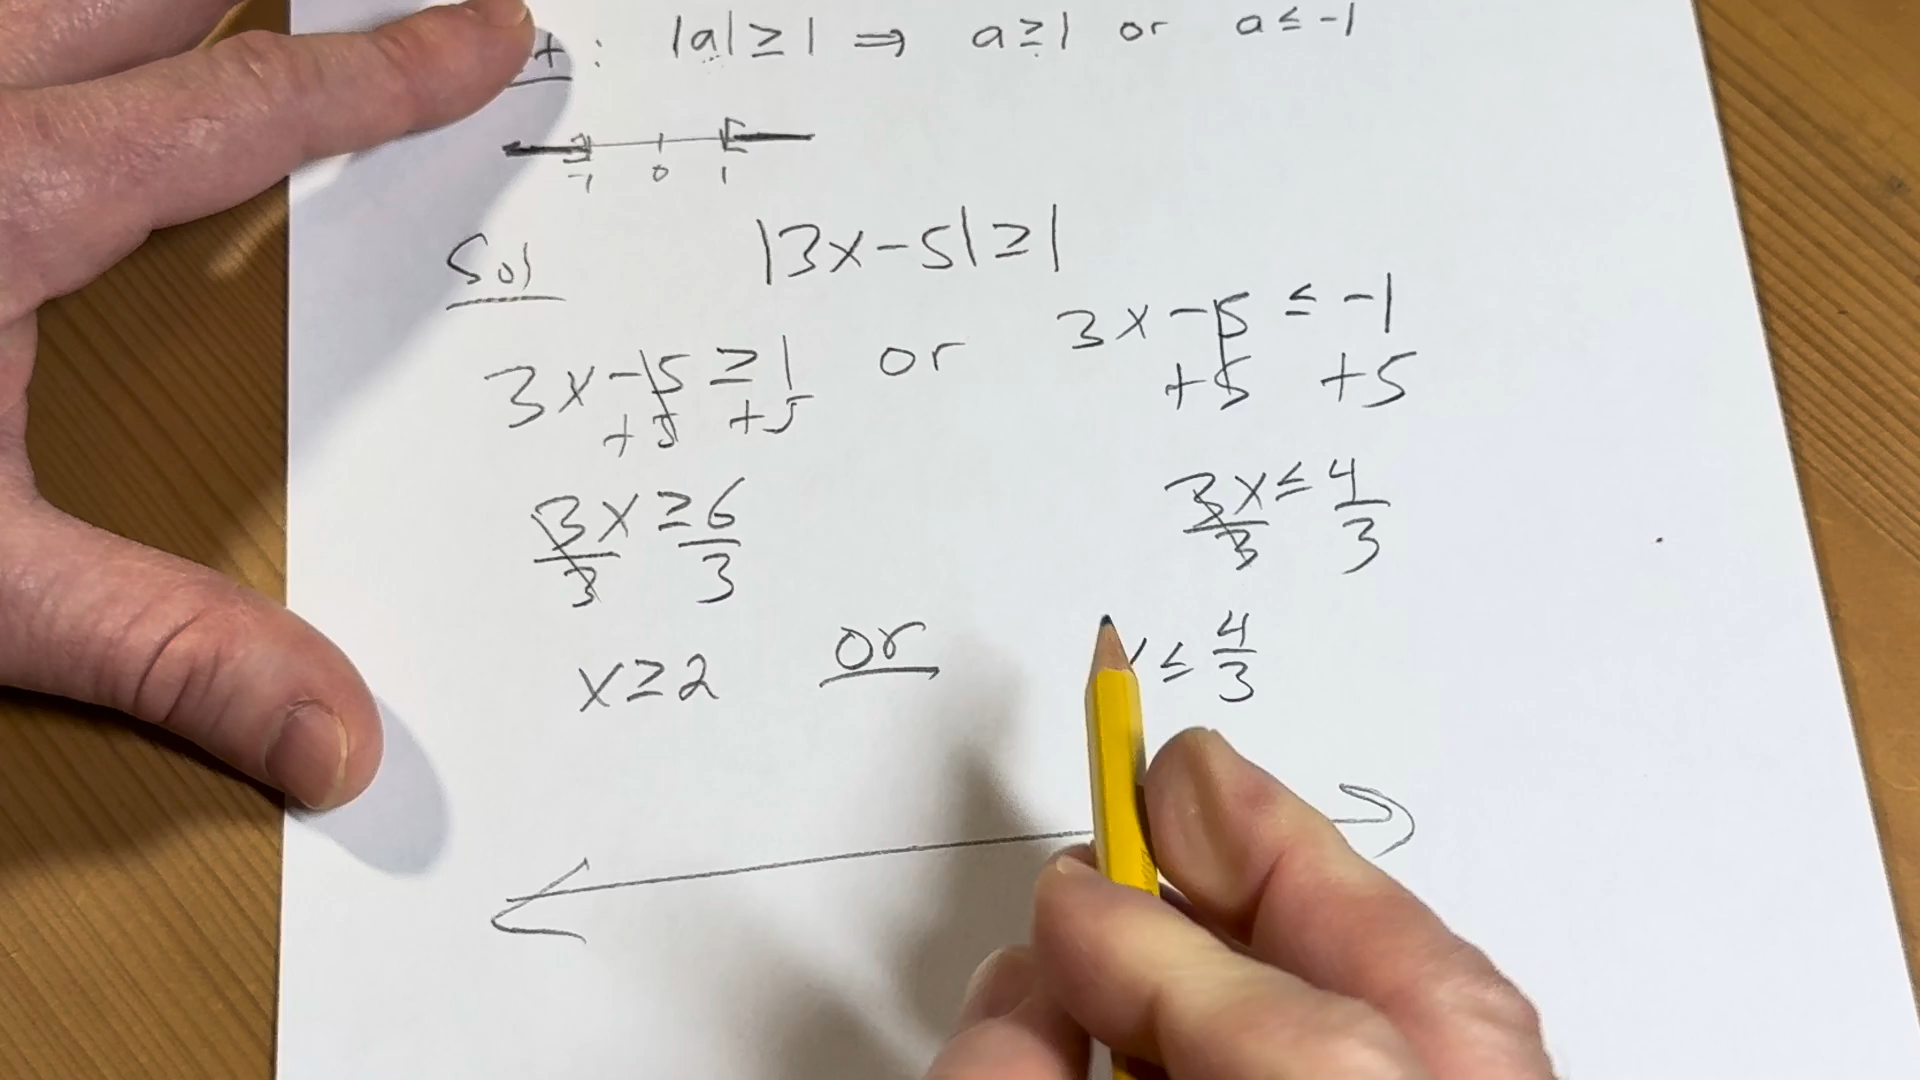 : |a| ≥ 1 ⇒ a ≥ 1 or a ≤ -1
-1 0 1
Sol |3x-5| ≥ 1
3x-5 ≥ 1 or 3x-5 ≤ -1
+5 +5 +5 +5
3x/3 ≥ 6/3 3x/3 ≤ 4/3
x ≥ 2 or ≤ 4/3